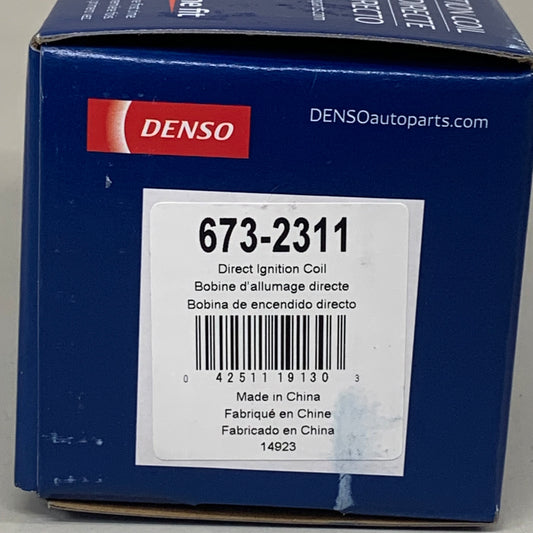 DENSO
DENSOautoparts.com
673-2311
Direct Ignition Coil
Bobine d'allumage directe
Bobina de encendido directo
0 42511 19130 3
Made in China
Fabriqué en Chine
Fabricado en China
14923